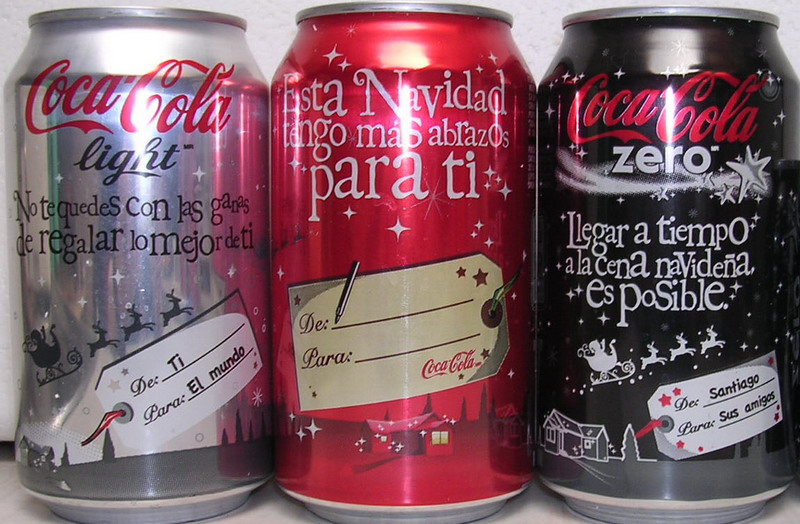 Coca-Cola
light
No te quedes con las ganas
de regalar lo mejor de ti
De: Ti
Para: El mundo
Esta Navidad
tengo más abrazos
para ti
De:
Para:
Coca-Cola
Coca-Cola
zero
Llegar a tiempo
a la cena navideña,
es posible.
De: Santiago
Para: Sus amigos